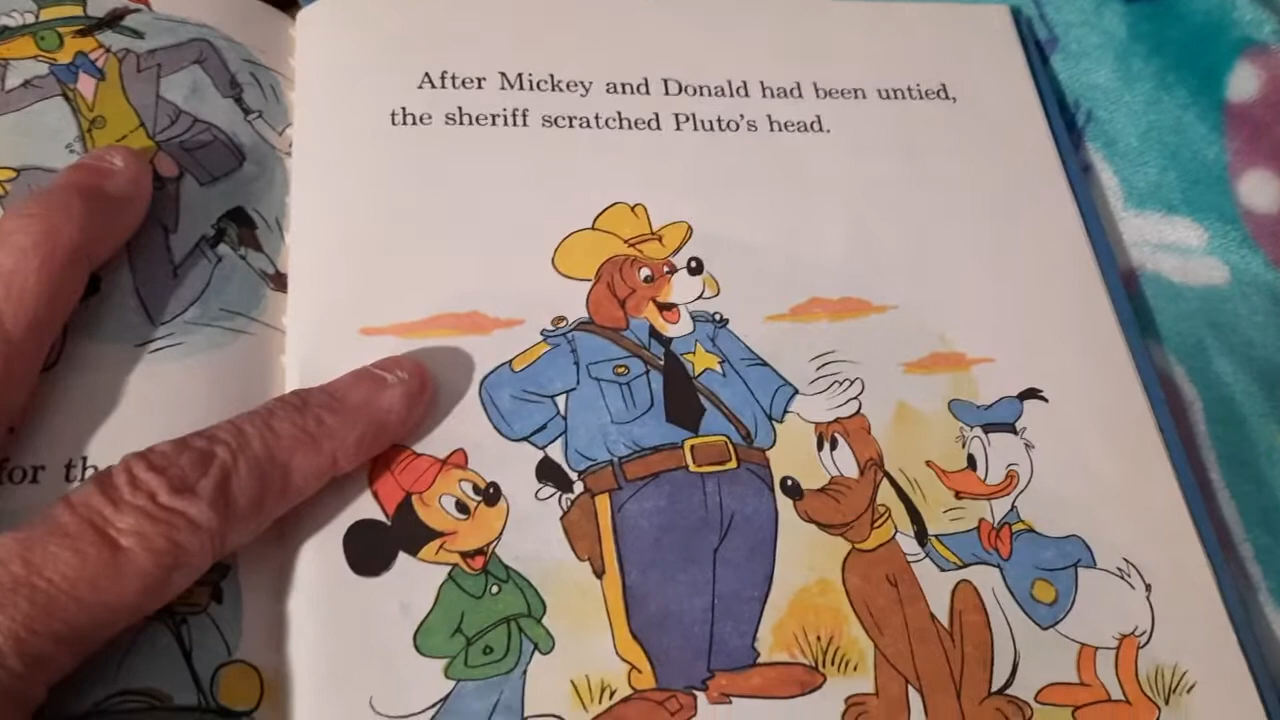 After Mickey and Donald had been untied,
the sheriff scratched Pluto's head.
for th